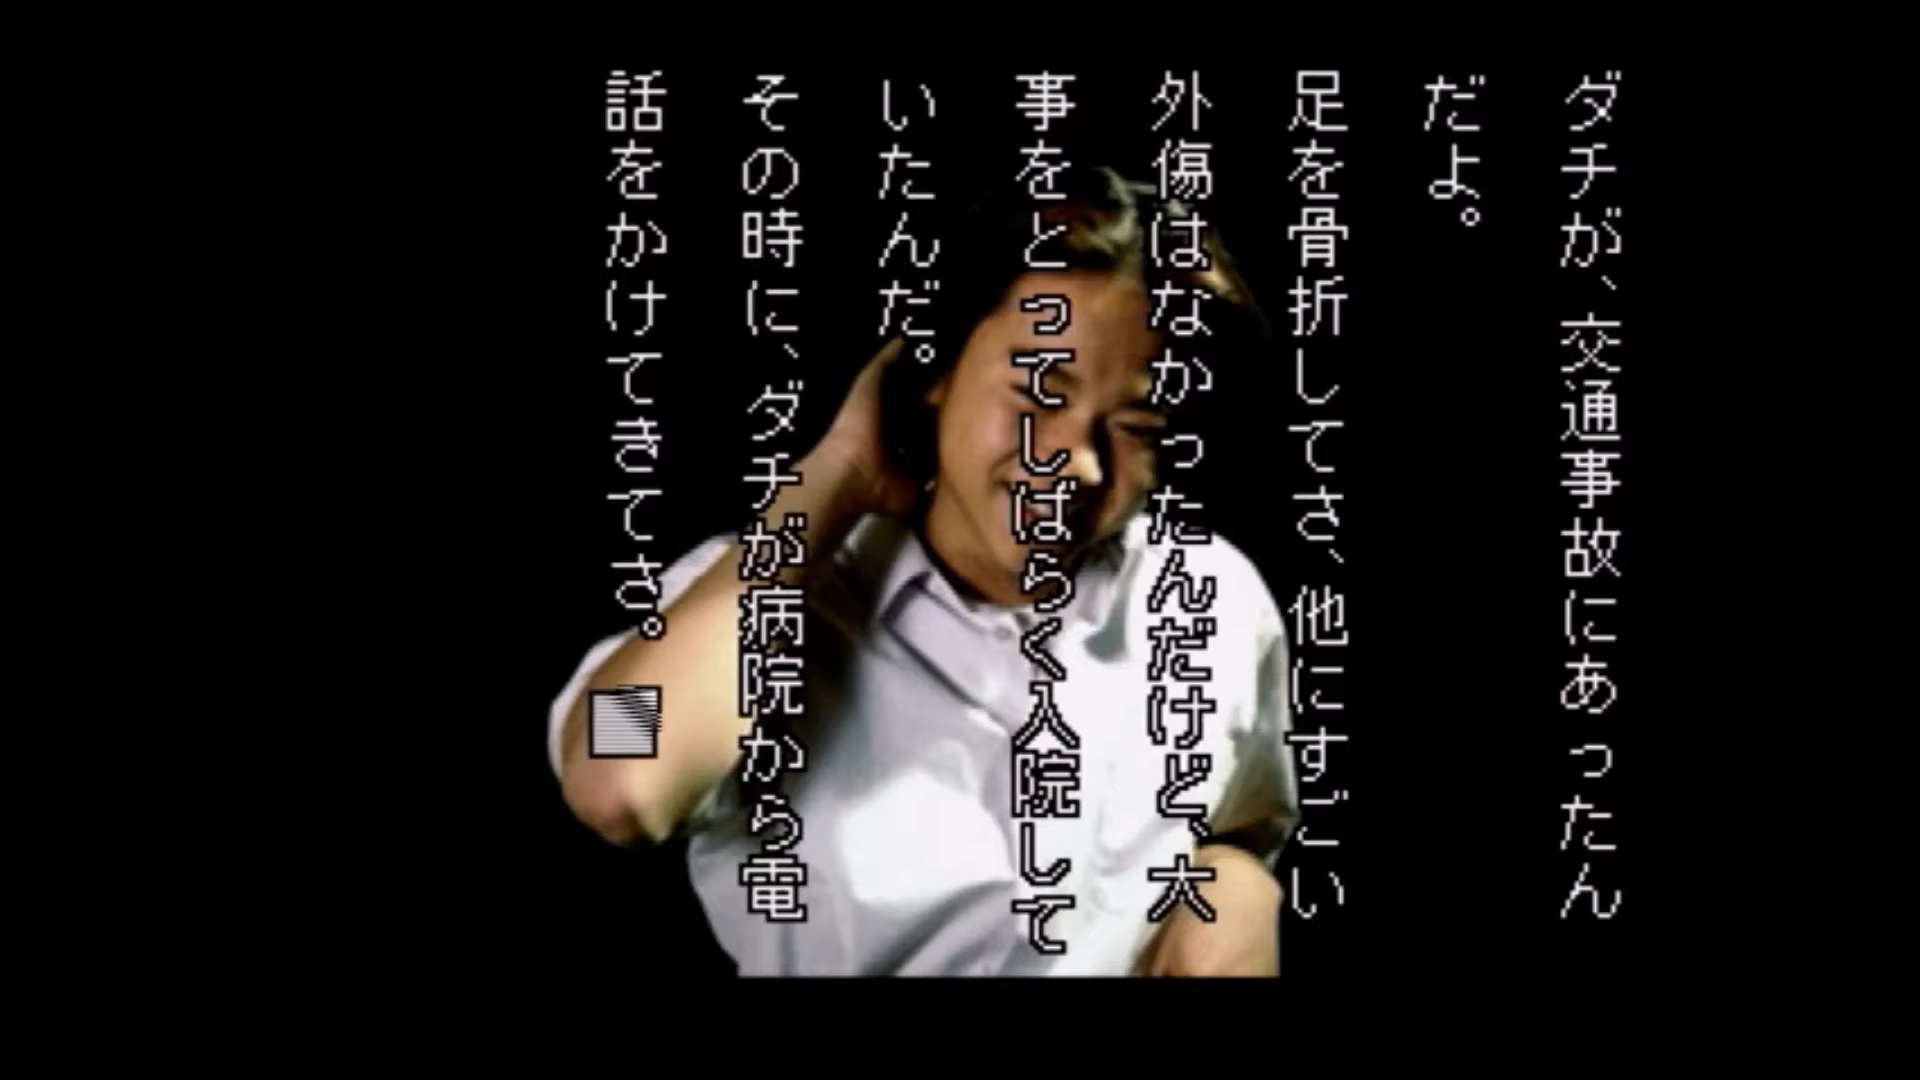 ダチが、交通事故にあったん
だよ。
足を骨折してさ、他にすごい
外傷はなかったんだけど、大
事をとってしばらく入院して
いたんだ。
その時に、ダチが病院から電
話をかけてきてさ。